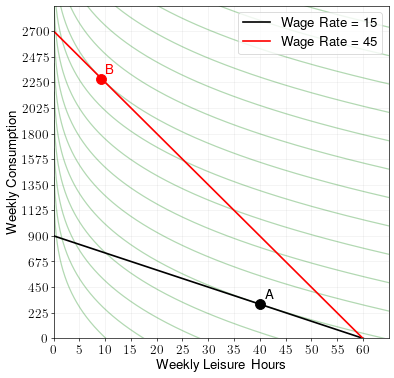 Wage Rate = 15
Wage Rate = 45
2700
2475
2250
2025
1800
1575
1350
1125
900
675
450
225
0
B
A
0 5 10 15 20 25 30 35 40 45 50 55 60
Weekly Leisure Hours
Weekly Consumption